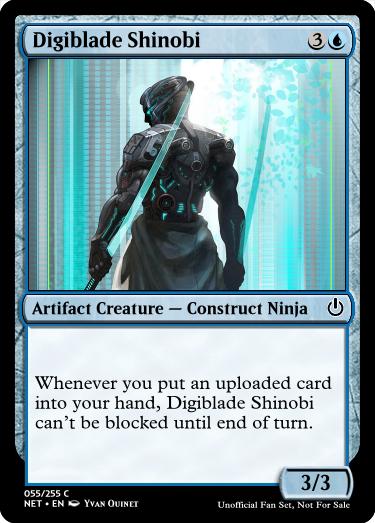 Digiblade Shinobi 3
Artifact Creature — Construct Ninja
Whenever you put an uploaded card
into your hand, Digiblade Shinobi
can't be blocked until end of turn.
3/3
055/255 C
NET • EN Yvan Quinet
Unofficial Fan Set, Not For Sale